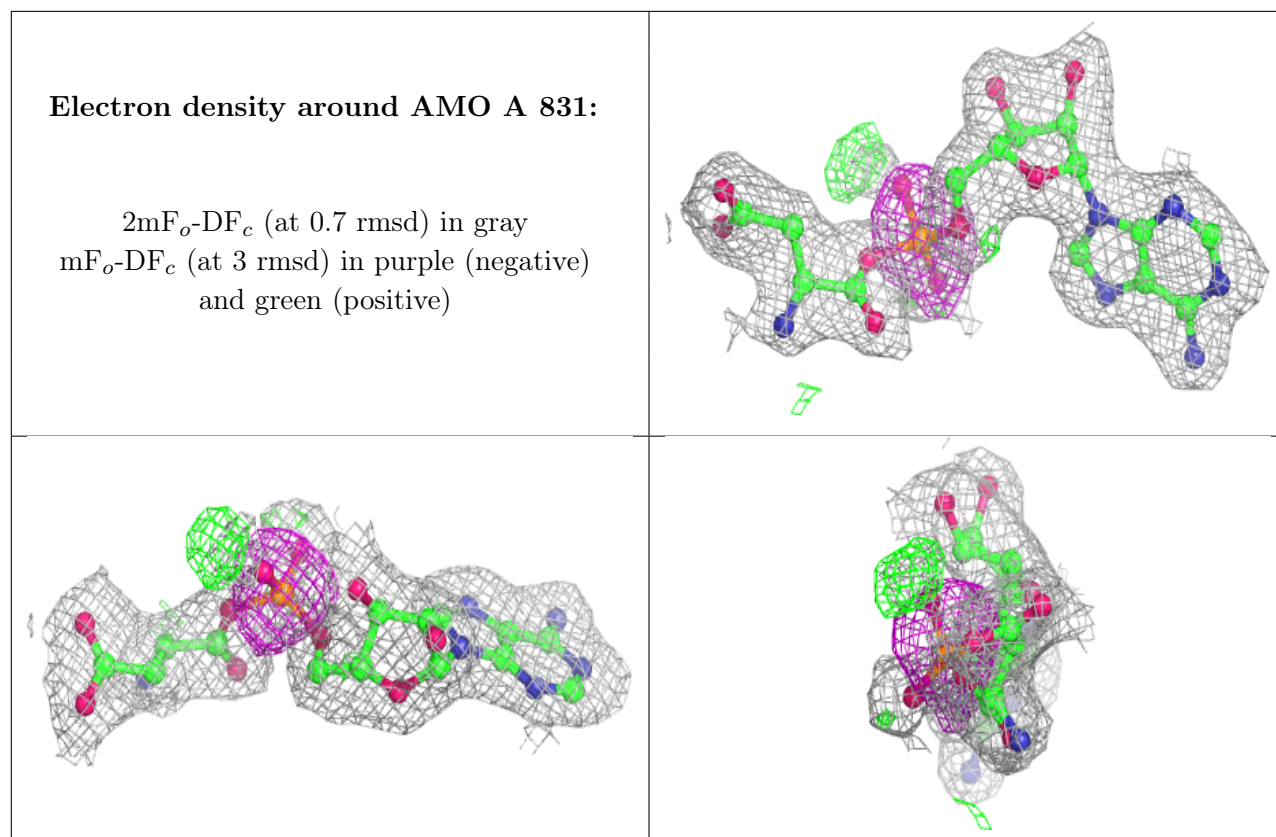 Electron density around AMO A 831:
2mFo-DFc (at 0.7 rmsd) in gray
mFo-DFc (at 3 rmsd) in purple (negative)
and green (positive)